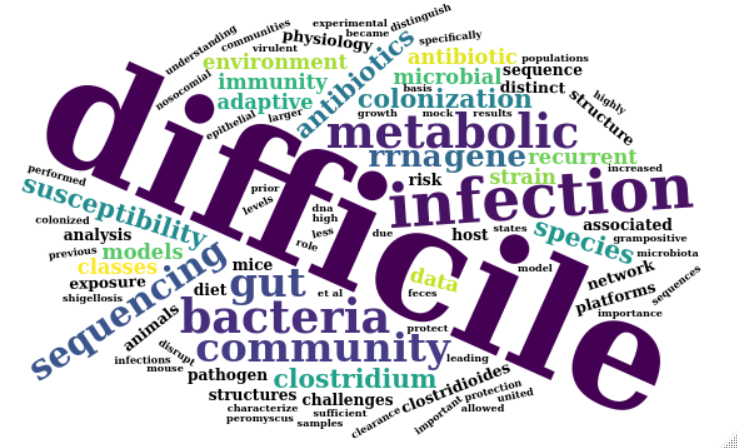 experimental
distinguish
became
communities
understanding
physiology
specifically
virulent
antibiotics
antibiotic
populations
environment
microbial
sequence
nosocomial
immunity
basis
distinct
highly
adaptive
colonization
structure
epithelial
larger
growth
mock
results
metabolic
difficile
rrnagene
recurrent
performed
risk
strain
increased
susceptibility
prior
levels
infection
dna
high
colonized
less
due
host
states
species
associated
analysis
role
grampositive
previous
models
microbiota
classes
mice
model
network
sequences
exposure
sequencing
diet
gut
data
platforms
shigellosis
et al
feces
animals
bacteria
importance
protect
disrupt
community
infections
mouse
leading
pathogen
clostridium
clostridioides
structures
challenges
important
protection
united
characterize
sufficient
allowed
peromyscus
samples
clearance